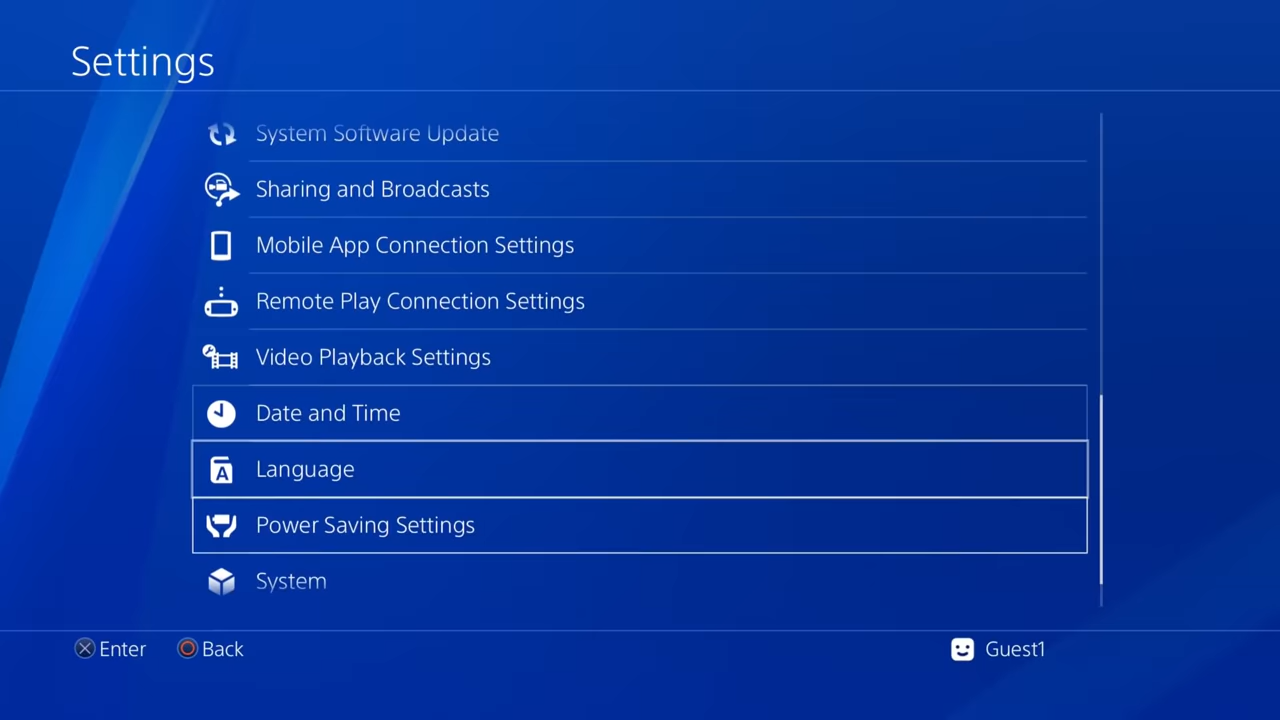 Settings
System Software Update
Sharing and Broadcasts
Mobile App Connection Settings
Remote Play Connection Settings
Video Playback Settings
Date and Time
Language
Power Saving Settings
System
Enter Back Guest1